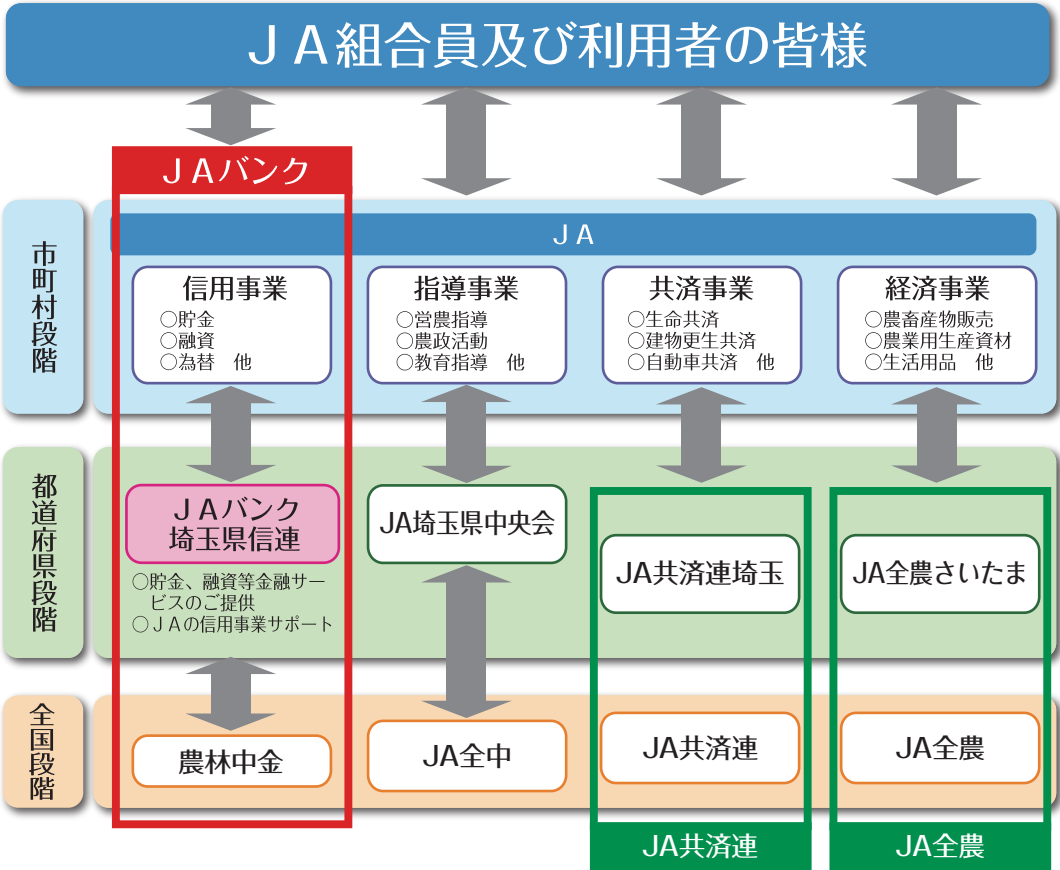 ＪＡ組合員及び利用者の皆様
ＪＡバンク
市町村段階
ＪＡ
信用事業
○貯金
○融資
○為替　他
指導事業
○営農指導
○農政活動
○教育指導　他
共済事業
○生命共済
○建物更生共済
○自動車共済　他
経済事業
○農畜産物販売
○農業用生産資材
○生活用品　他
都道府県段階
ＪＡバンク
埼玉県信連
○貯金、融資等金融サー
ビスのご提供
○ＪＡの信用事業サポート
JA埼玉県中央会
JA共済連埼玉
JA全農さいたま
全国段階
農林中金
JA全中
JA共済連
JA全農
JA共済連
JA全農